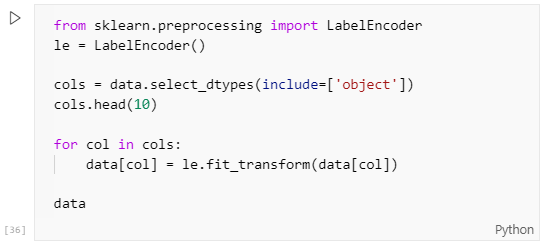 from sklearn.preprocessing import LabelEncoder
le = LabelEncoder()
cols = data.select_dtypes(include=['object'])
cols.head(10)
for col in cols:
    data[col] = le.fit_transform(data[col])
data
[36]
Python